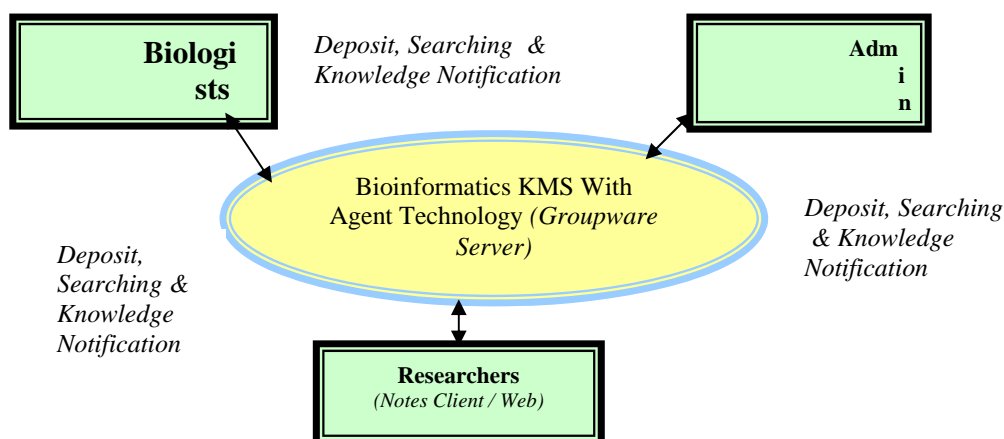 Biologi
sts
Deposit, Searching &
Knowledge Notification
Adm
i
n
Bioinformatics KMS With
Agent Technology (Groupware
Server)
Deposit, Searching
& Knowledge
Notification
Deposit,
Searching &
Knowledge
Notification
Researchers
(Notes Client / Web)